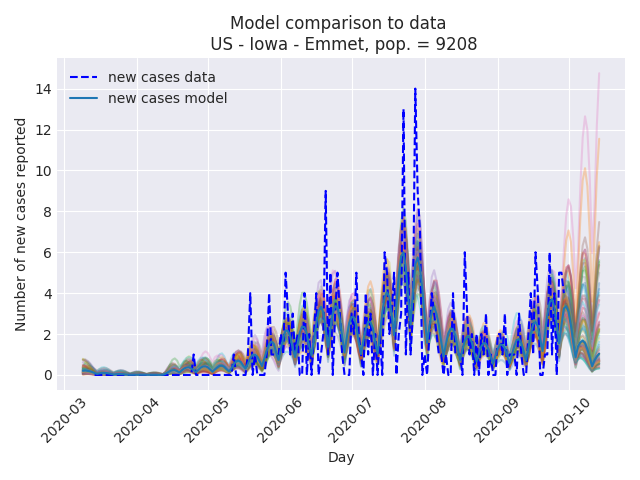 Model comparison to data
US - Iowa - Emmet, pop. = 9208
new cases data
new cases model
Number of new cases reported
14
12
10
8
6
4
2
0
2020-03
2020-04
2020-05
2020-06
2020-07
2020-08
2020-09
2020-10
Day